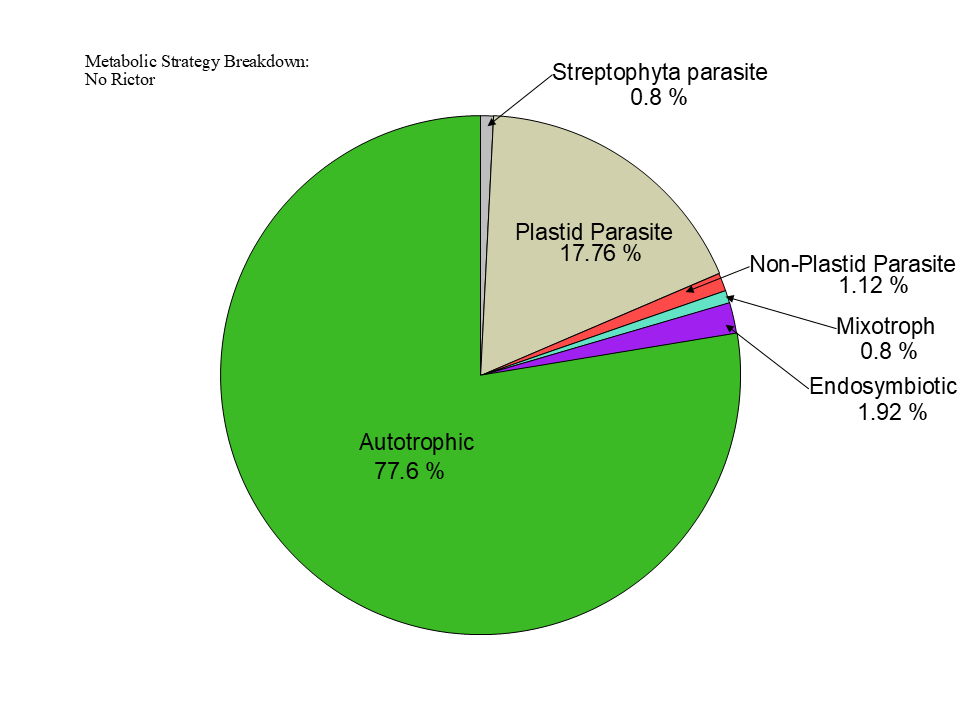 Metabolic Strategy Breakdown:
No Rictor
Streptophyta parasite
0.8 %
Plastid Parasite
17.76 %
Non-Plastid Parasite
1.12 %
Mixotroph
0.8 %
Endosymbiotic
1.92 %
Autotrophic
77.6 %